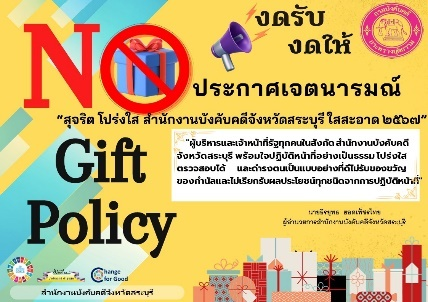 NO
งดรับ
งดให้
ประกาศเจตนารมณ์
“สุจริต โปร่งใส สำนักงานบังคับคดีจังหวัดสระบุรี ใสสะอาด ๒๕๖๗”
Gift
Policy
"ผู้บริหารและเจ้าหน้าที่รัฐทุกคนในสังกัด สำนักงานบังคับคดี
จังหวัดสระบุรี พร้อมใจปฏิบัติหน้าที่อย่างเป็นธรรม โปร่งใส
ตรวจสอบได้ และดำรงตนเป็นแบบอย่างที่ดีไม่รับของขวัญ
ของกำนัลและไม่เรียกรับผลประโยชน์ทุกชนิดจากการปฏิบัติหน้าที่"
ผู้อำนวยการสำนักงานบังคับคดีจังหวัดสระบุรี
Change
for Good
สำนักงานบังคับคดีจังหวัดสระบุรี